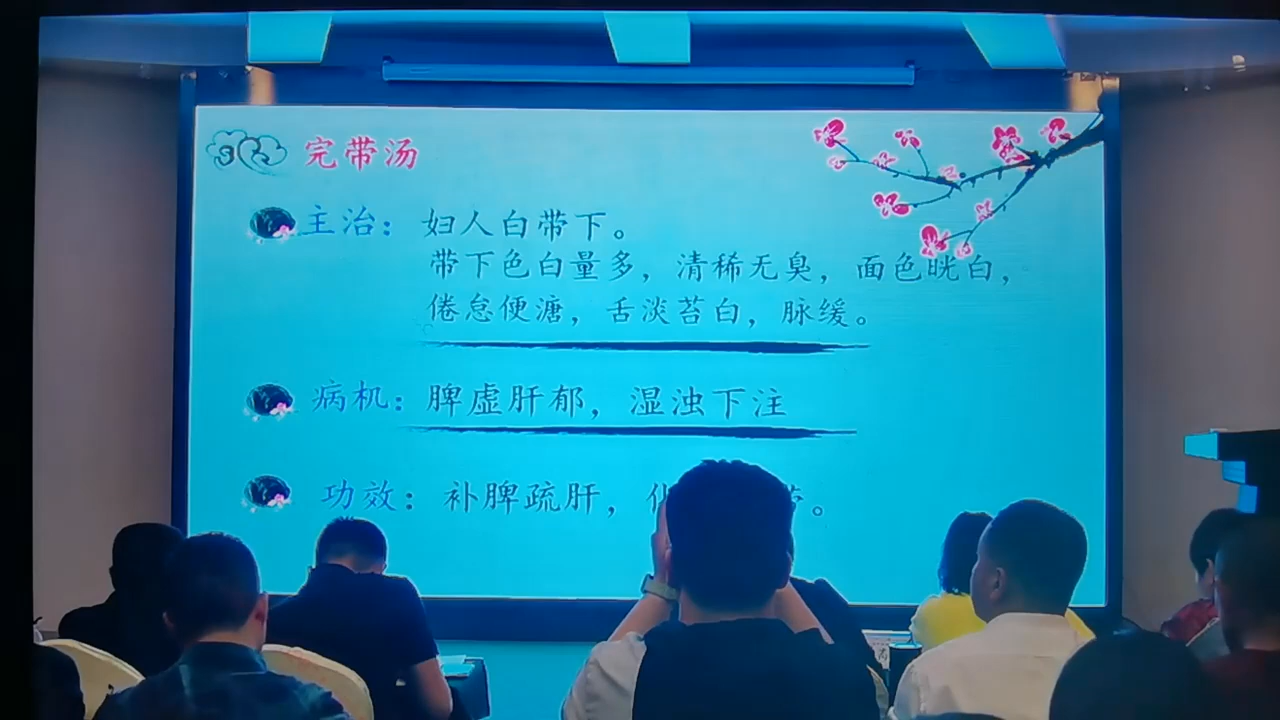 完带汤
主治：妇人白带下。
带下色白量多，清稀无臭，面色㿠白，
倦怠便溏，舌淡苔白，脉缓。
病机：脾虚肝郁，湿浊下注
功效：补脾疏肝，